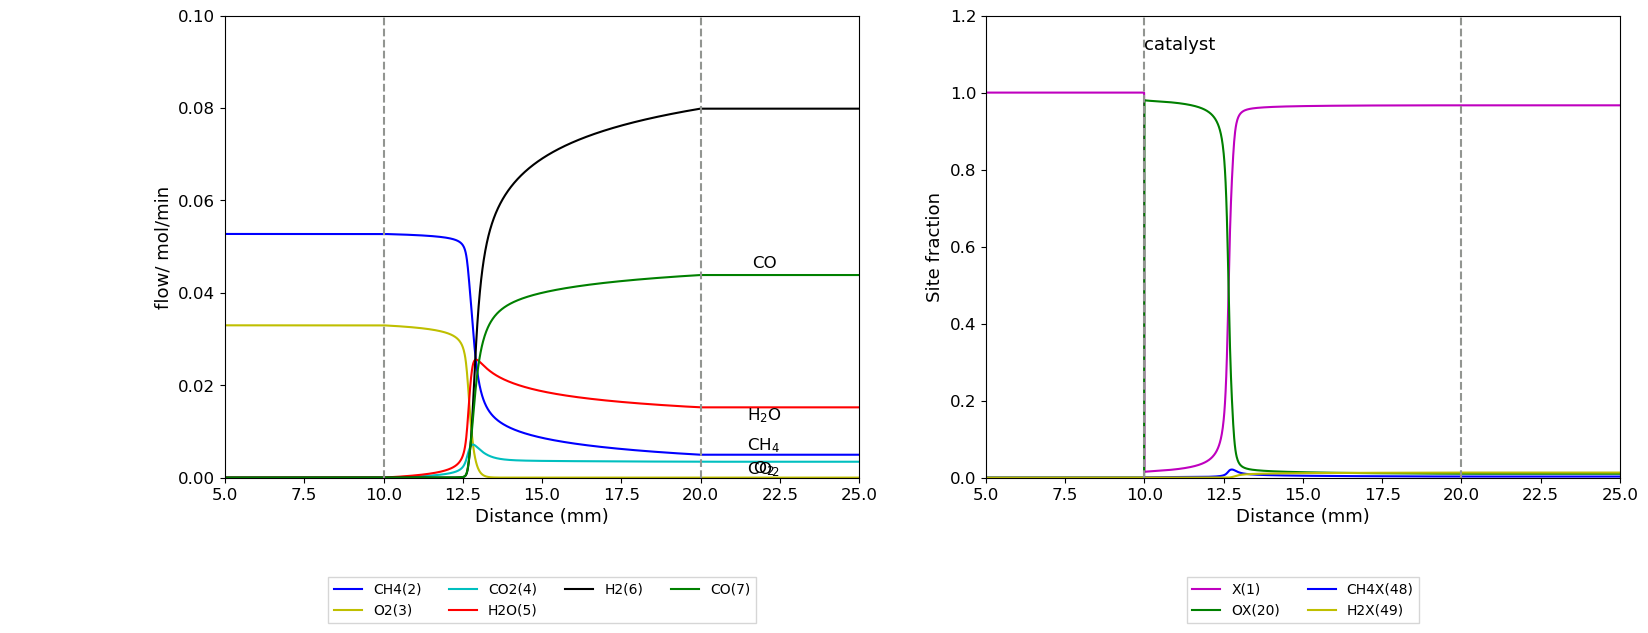 0.10
0.08
0.06
0.04
0.02
0.00
flow/ mol/min
CO
H₂O
CH₄
CO₂
O₂
5.0 7.5 10.0 12.5 15.0 17.5 20.0 22.5 25.0
Distance (mm)
CH4(2) CO2(4) H2(6) CO(7)
O2(3) H2O(5)
1.2
1.0
0.8
0.6
0.4
0.2
0.0
Site fraction
catalyst
5.0 7.5 10.0 12.5 15.0 17.5 20.0 22.5 25.0
Distance (mm)
X(1) CH4X(48)
OX(20) H2X(49)